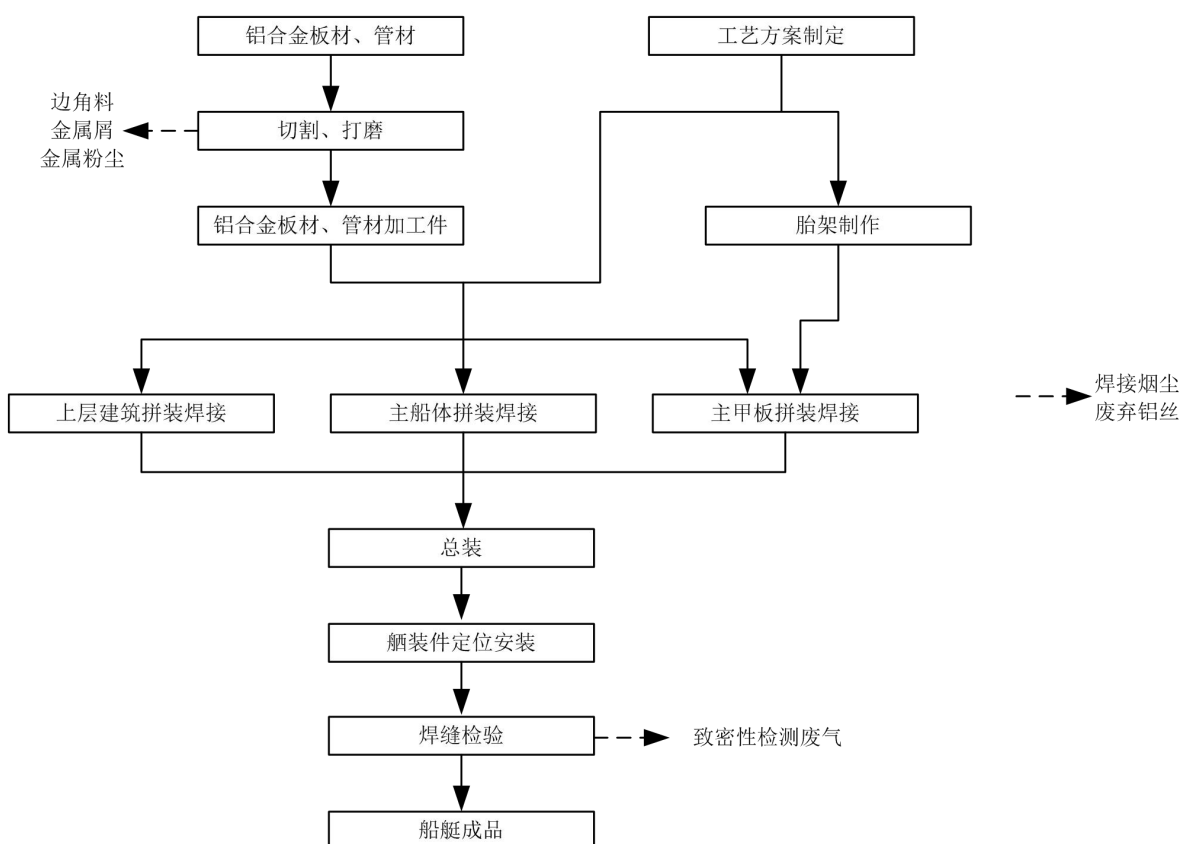 铝合金板材、管材
工艺方案制定
边角料
金属屑
金属粉尘
切割、打磨
铝合金板材、管材加工件
胎架制作
上层建筑拼装焊接
主船体拼装焊接
主甲板拼装焊接
焊接烟尘
废弃铝丝
总装
舾装件定位安装
焊缝检验
致密性检测废气
船艇成品